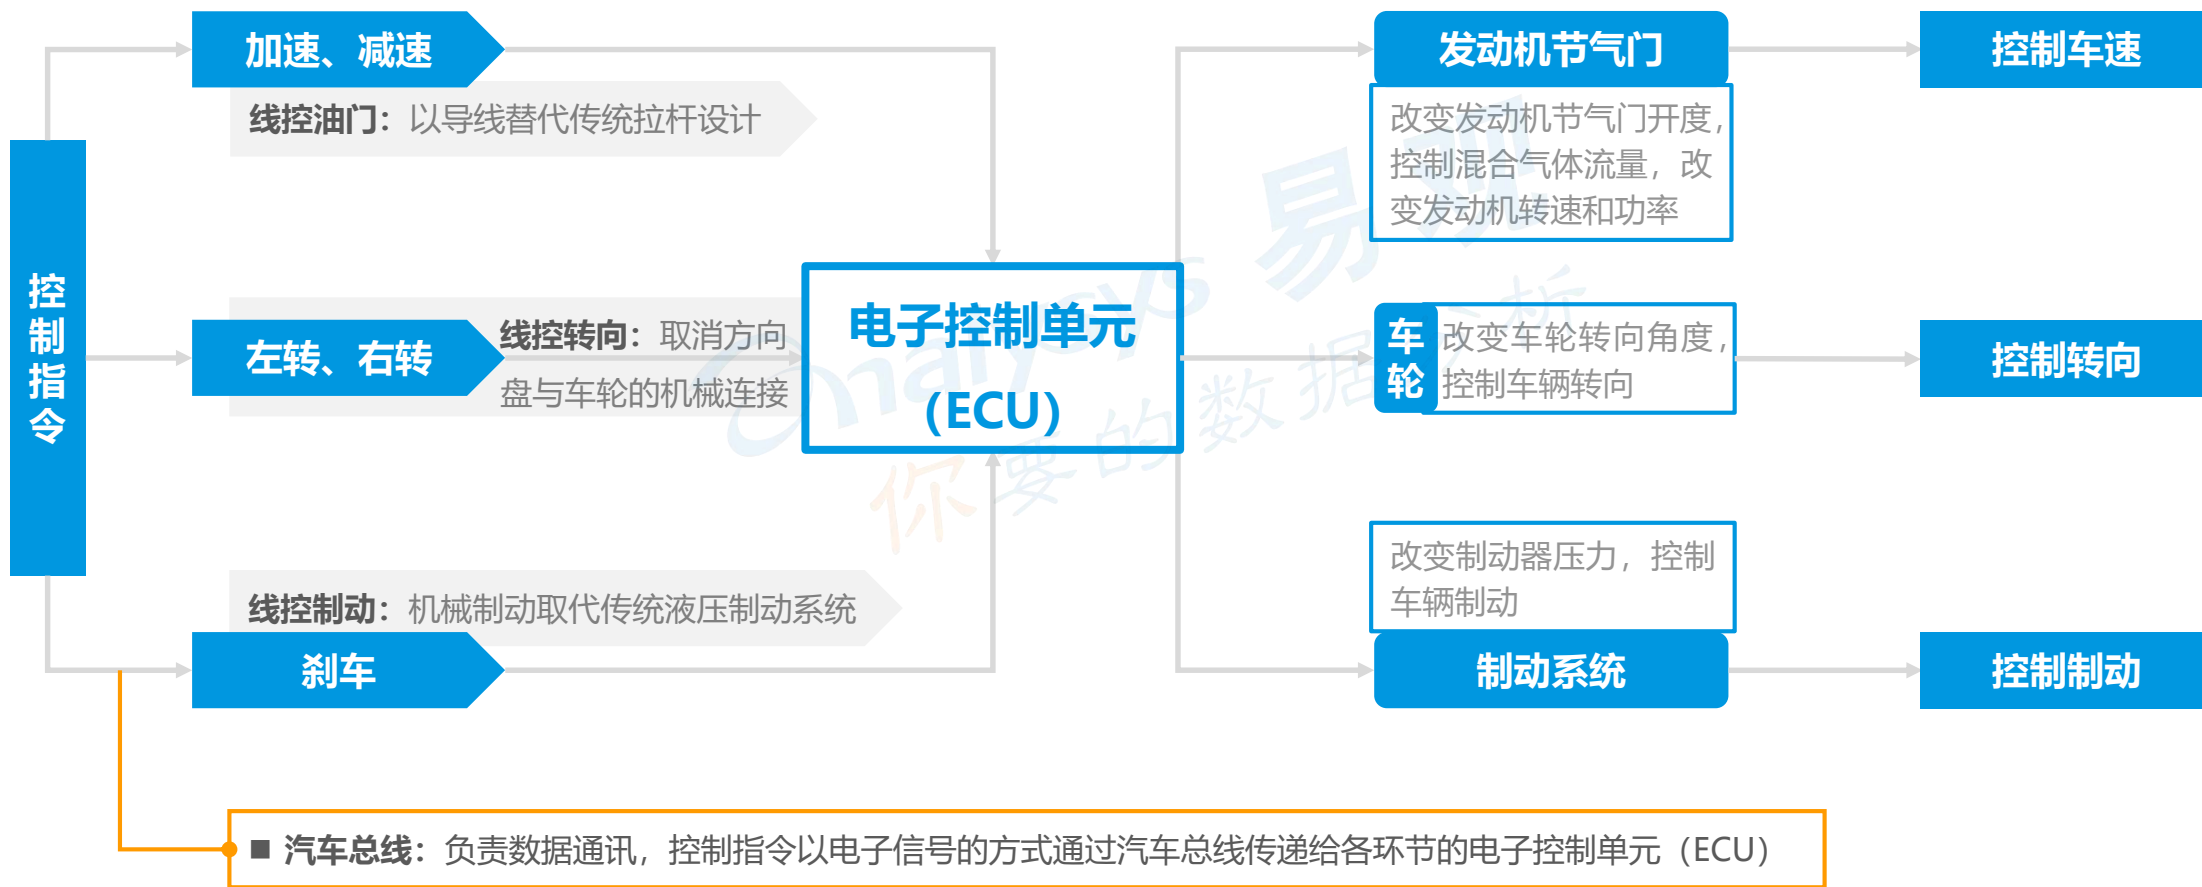 加速、减速
线控油门：以导线替代传统拉杆设计
发动机节气门
控制车速
改变发动机节气门开度，
控制混合气体流量，改
变发动机转速和功率
控制指令
左转、右转
线控转向：取消方向
盘与车轮的机械连接
电子控制单元
（ECU）
车轮
改变车轮转向角度，
控制车辆转向
控制转向
线控制动：机械制动取代传统液压制动系统
刹车
改变制动器压力，控制
车辆制动
制动系统
控制制动
■ 汽车总线：负责数据通讯，控制指令以电子信号的方式通过汽车总线传递给各环节的电子控制单元（ECU）
analysys 易观
你要的数据分析